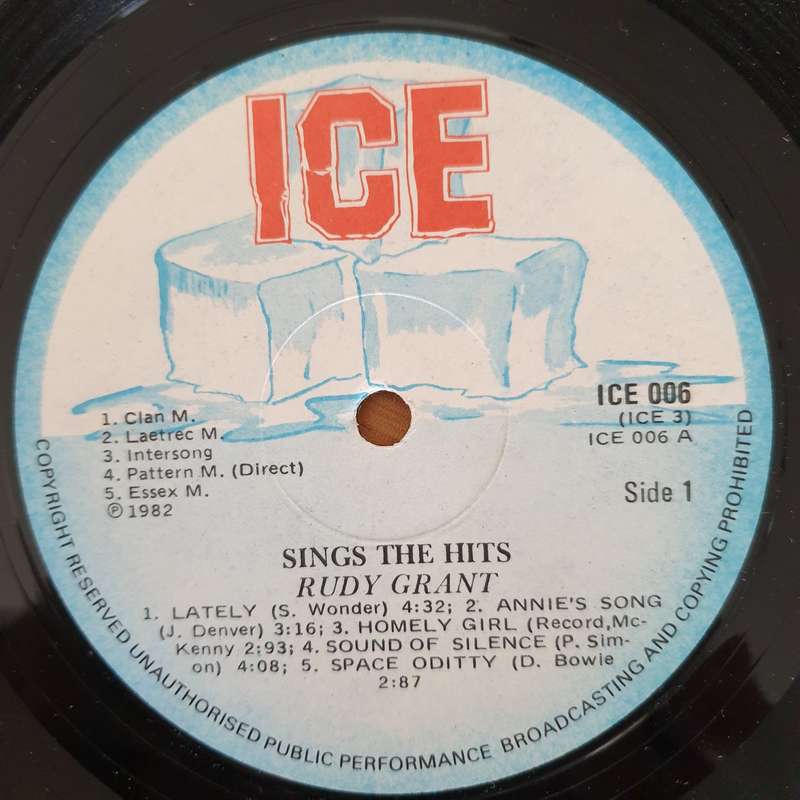 ICE
ICE 006
(ICE 3)
ICE 006 A
Side 1
1. Clan M.
2. Laetrec M.
3. Intersong
4. Pattern M. (Direct)
5. Essex M.
℗ 1982
SINGS THE HITS
RUDY GRANT
1. LATELY (S. Wonder) 4:32; 2. ANNIE'S SONG
(J. Denver) 3:16; 3. HOMELY GIRL (Record,Mc-
Kenny 2:93; 4. SOUND OF SILENCE (P. Sim-
on) 4:08; 5. SPACE ODITTY (D. Bowie
2:87
COPYRIGHT RESERVED UNAUTHORISED PUBLIC PERFORMANCE BROADCASTING AND COPYING PROHIBITED